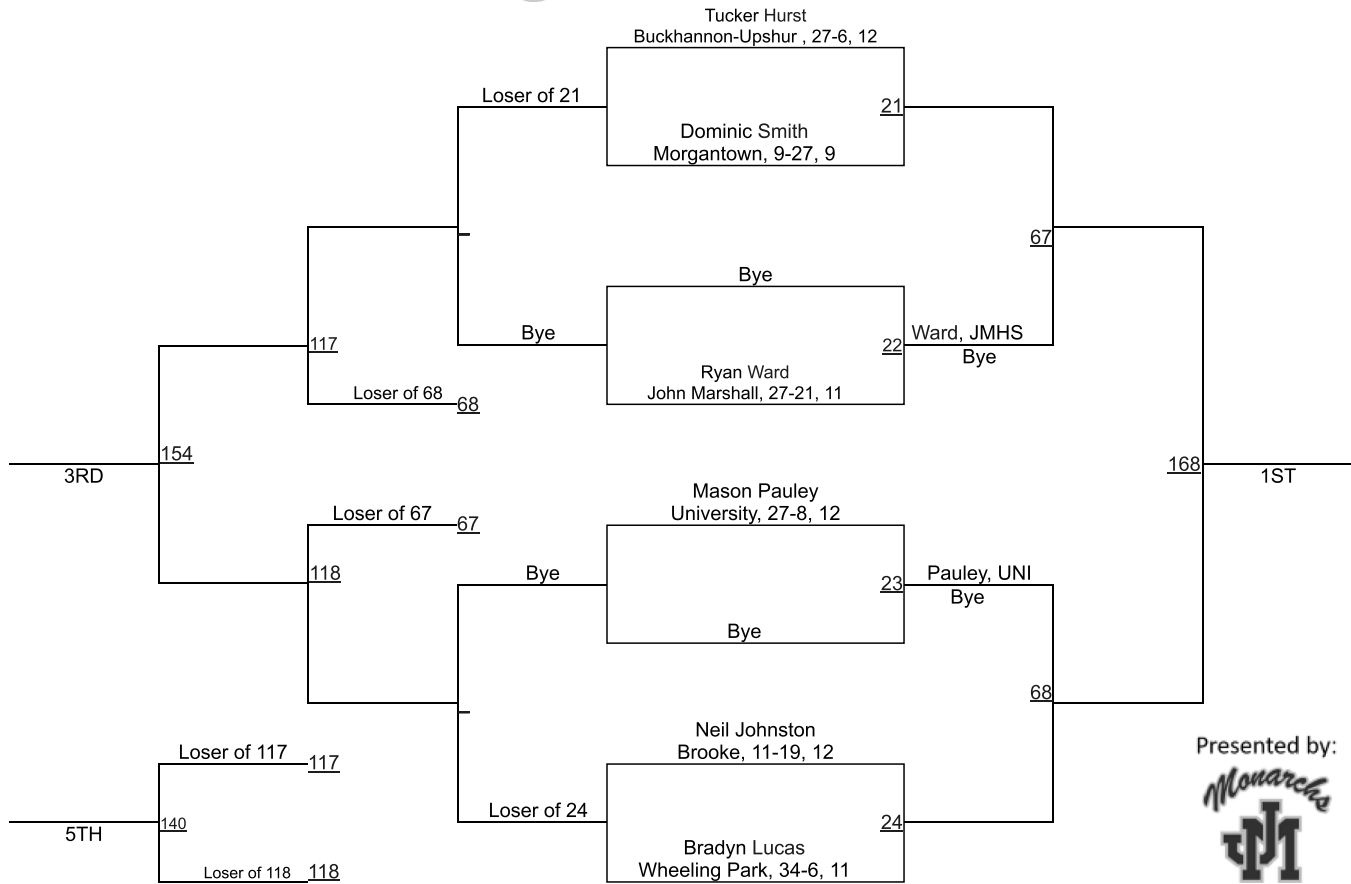 Tucker Hurst
Buckhannon-Upshur , 27-6, 12
Loser of 21
21
Dominic Smith
Morgantown, 9-27, 9
67
Bye
Bye
22
Ward, JMHS
Bye
Ryan Ward
John Marshall, 27-21, 11
117
Loser of 68
68
154
3RD
168
1ST
Mason Pauley
University, 27-8, 12
Loser of 67
67
118
Bye
23
Pauley, UNI
Bye
Bye
68
Neil Johnston
Brooke, 11-19, 12
Loser of 117
117
Loser of 24
24
140
5TH
Bradyn Lucas
Wheeling Park, 34-6, 11
Loser of 118
118
Presented by:
Monarchs
JM